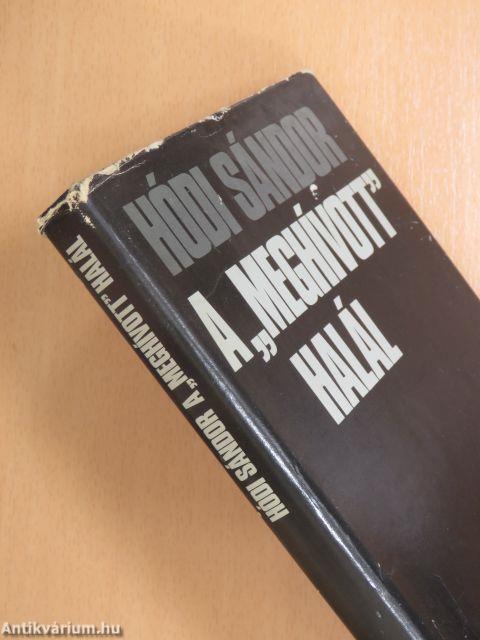 HÓDI SÁNDOR
A „MEGHÍVOTT”
HALÁL
HÓDI SÁNDOR A „MEGHÍVOTT” HALÁL
Antikvárium.hu